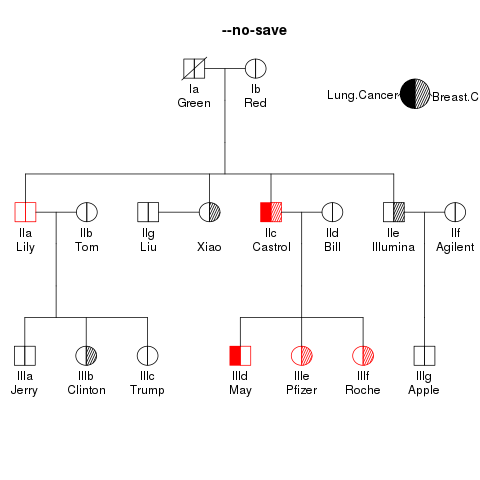 --no-save
Ia
Green
Ib
Red
Lung.Cancer
Breast.C
IIa
Lily
IIb
Tom
IIg
Liu
Xiao
IIc
Castrol
IId
Bill
IIe
Illumina
IIf
Agilent
IIIa
Jerry
IIIb
Clinton
IIIc
Trump
IIId
May
IIIe
Pfizer
IIIf
Roche
IIIg
Apple